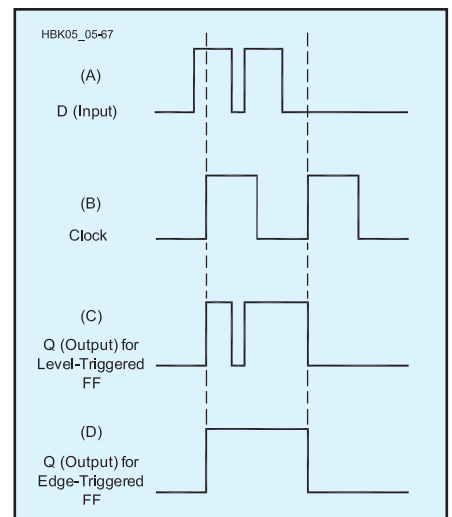 HBK05_05-67
(A)
D (Input)
(B)
Clock
(C)
Q (Output) for
Level-Triggered
FF
(D)
Q (Output) for
Edge-Triggered
FF